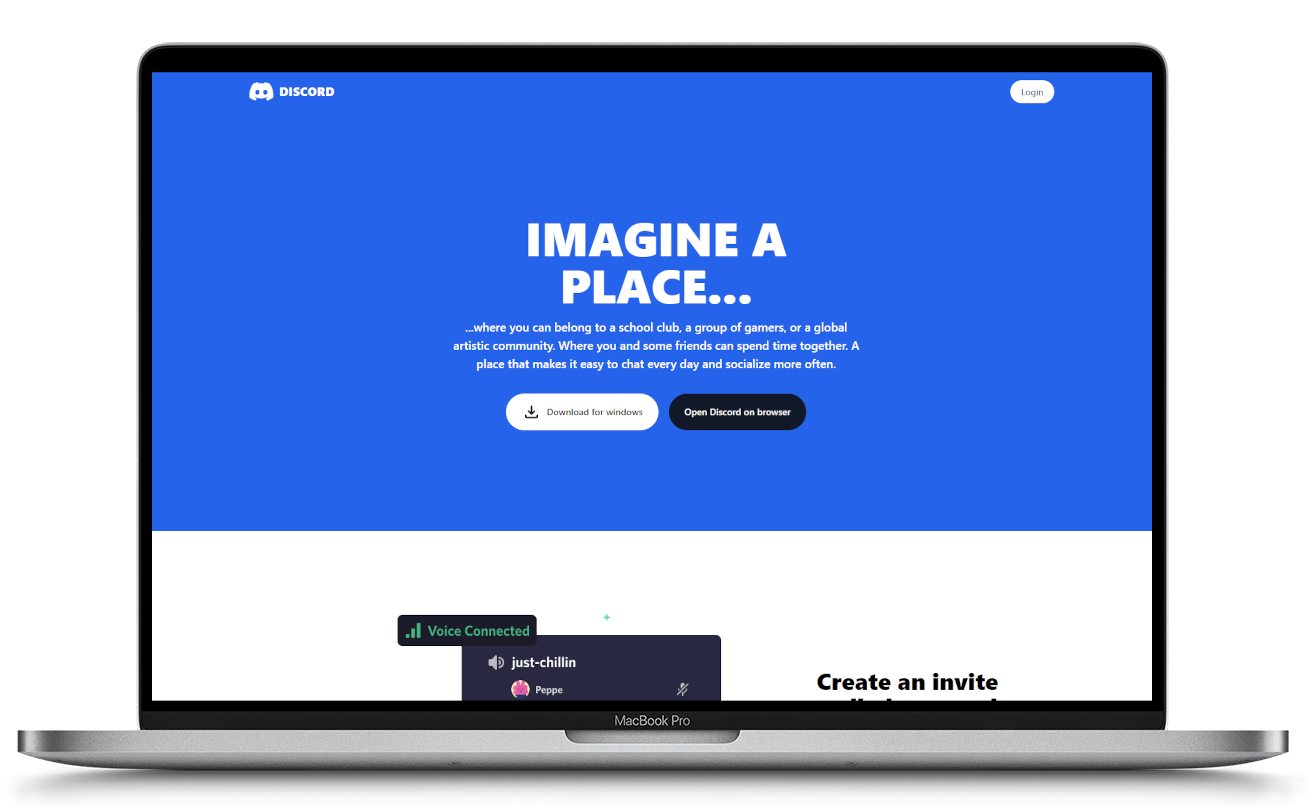 DISCORD
Login
IMAGINE A
PLACE...
...where you can belong to a school club, a group of gamers, or a global
artistic community. Where you and some friends can spend time together. A
place that makes it easy to chat every day and socialize more often.
Download for windows
Open Discord on browser
Voice Connected
just-chillin
Peppe
Create an invite
MacBook Pro